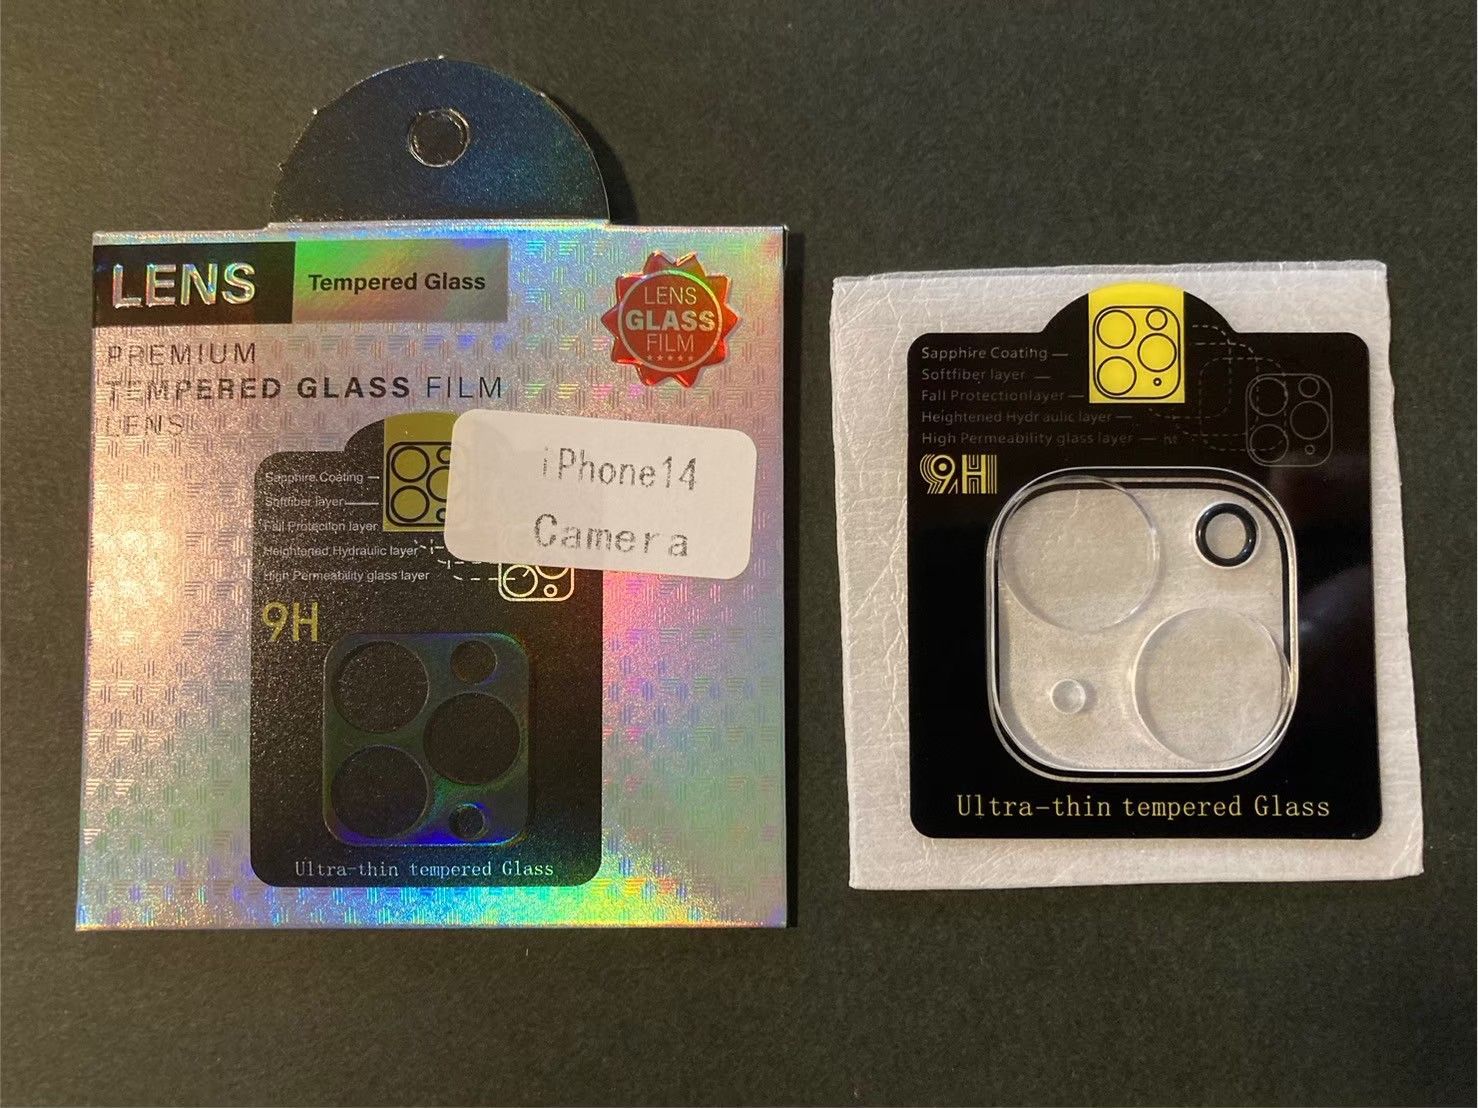 LENS
Tempered Glass
LENS
GLASS
FILM
PREMIUM
TEMPERED GLASS FILM
LENS
iPhone14
Camera
Sapphire Coating
Softfiber layer
Fall Protection layer
Heightened Hydraulic layer
High Permeability glass layer
9H
Ultra-thin tempered Glass
Sapphire Coating
Softfiber layer
Fall Protectionlayer
Heightened Hydraulic layer
High Permeability glass layer
9H
Ultra-thin tempered Glass